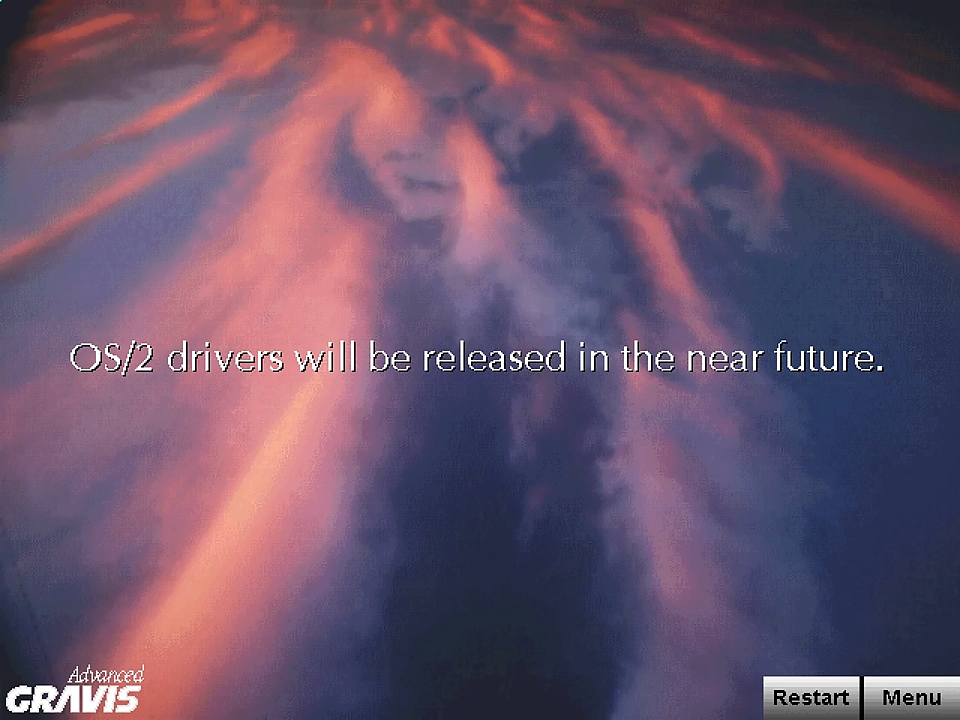 OS/2 drivers will be released in the near future.
Advanced
GRAVIS
Restart Menu